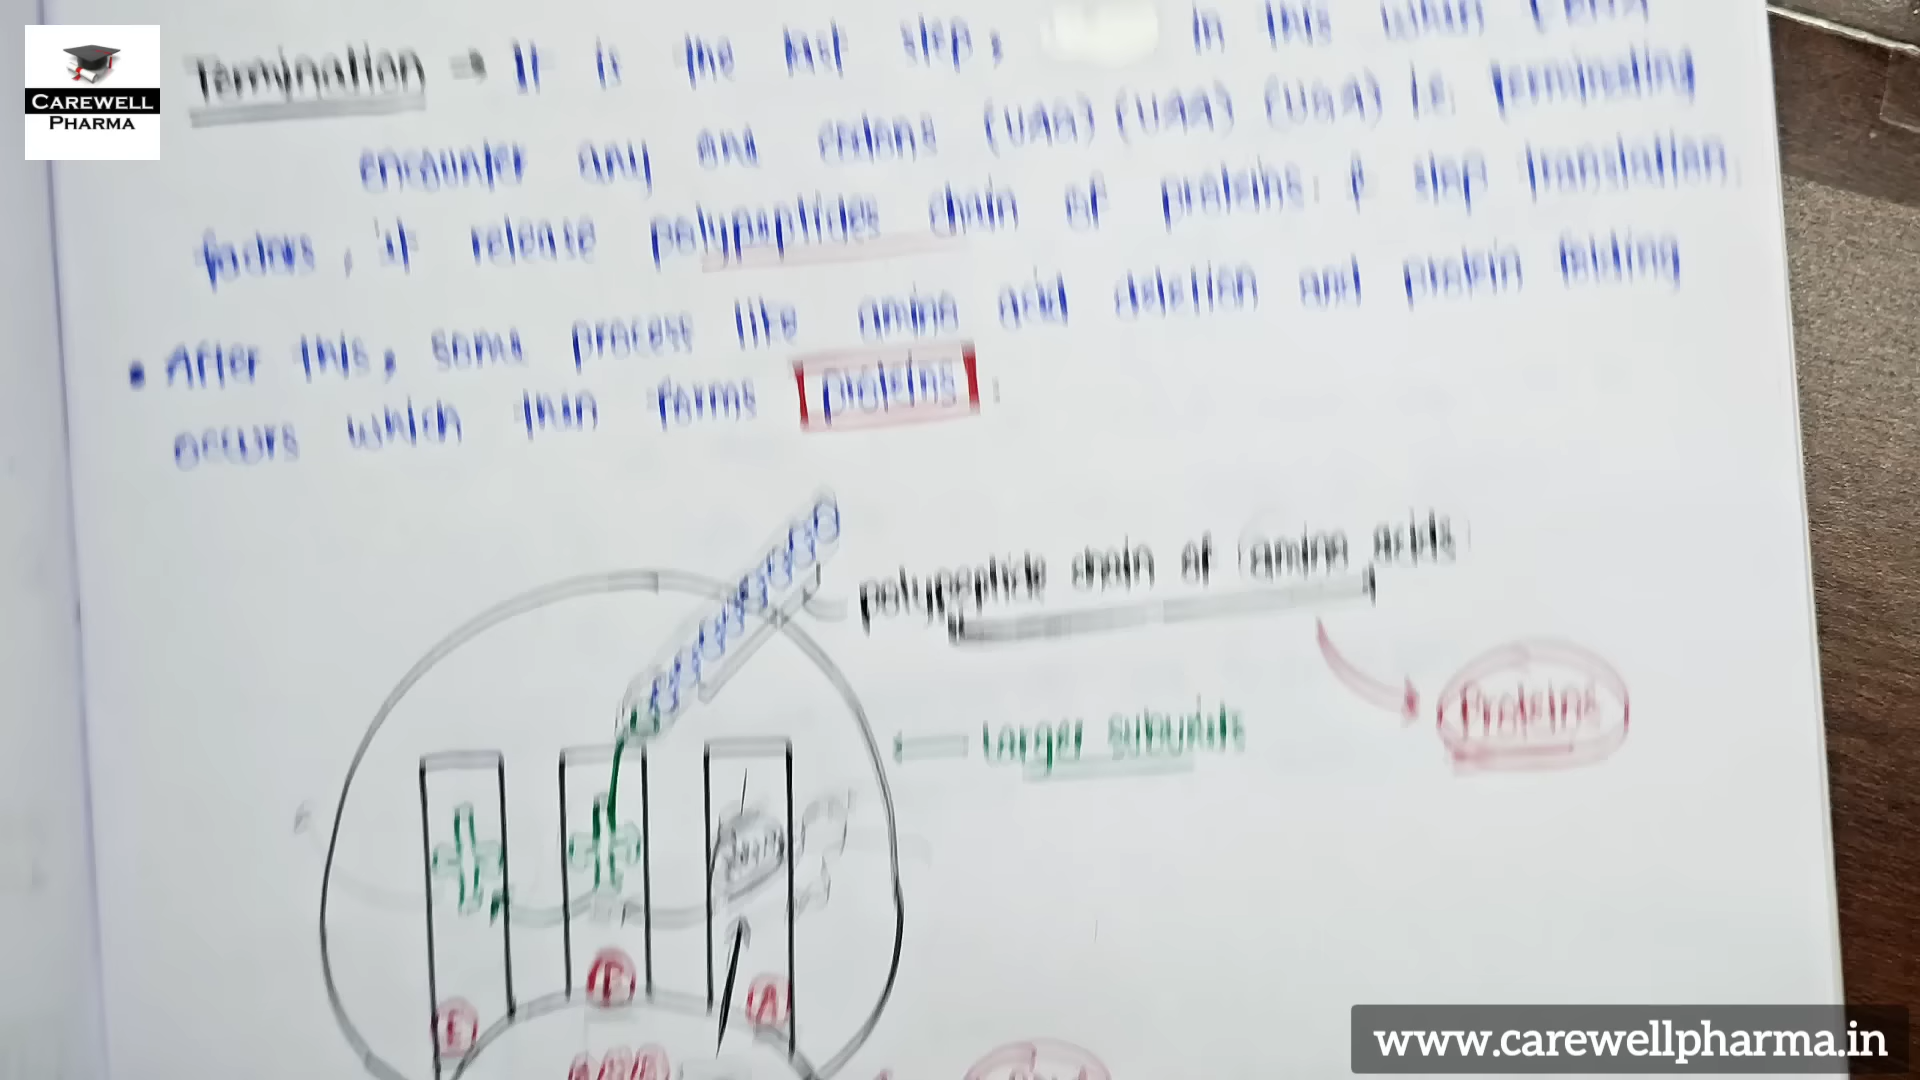 CAREWELL
PHARMA
Termination → It is the last step, In this when
encounter any one codons (UAG) (UAA) (UGA) i.e. terminating
factors, it release polypeptides chain of proteins. & stop translation.
• After this, some process like amino acid deletion and protein folding
occurs which then forms proteins.
polypeptide chain of amino acids
Proteins
Larger subunits
E
P
A
www.carewellpharma.in